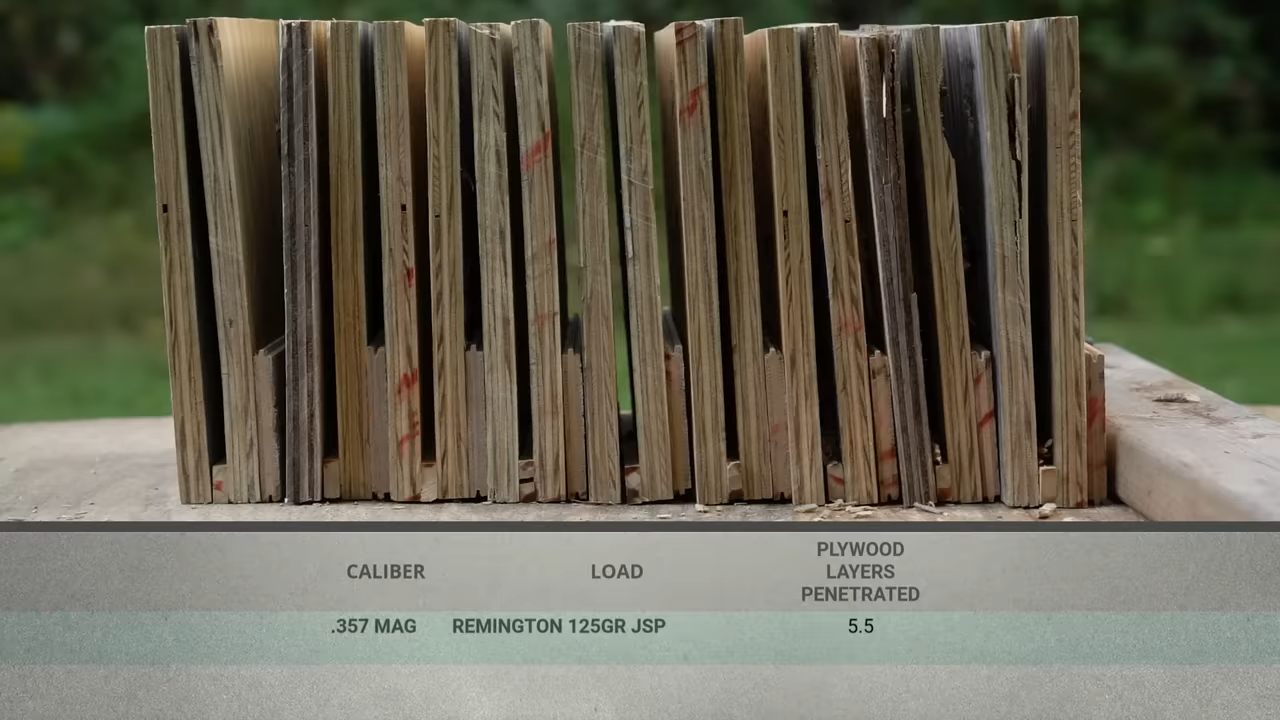 CALIBER
LOAD
PLYWOOD
LAYERS
PENETRATED
.357 MAG
REMINGTON 125GR JSP
5.5